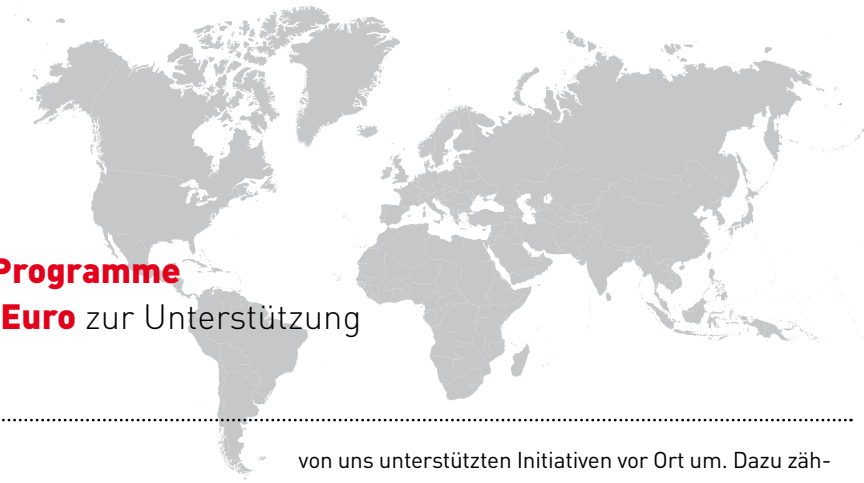 Programme
Euro zur Unterstützung
von uns unterstützten Initiativen vor Ort um. Dazu zäh-